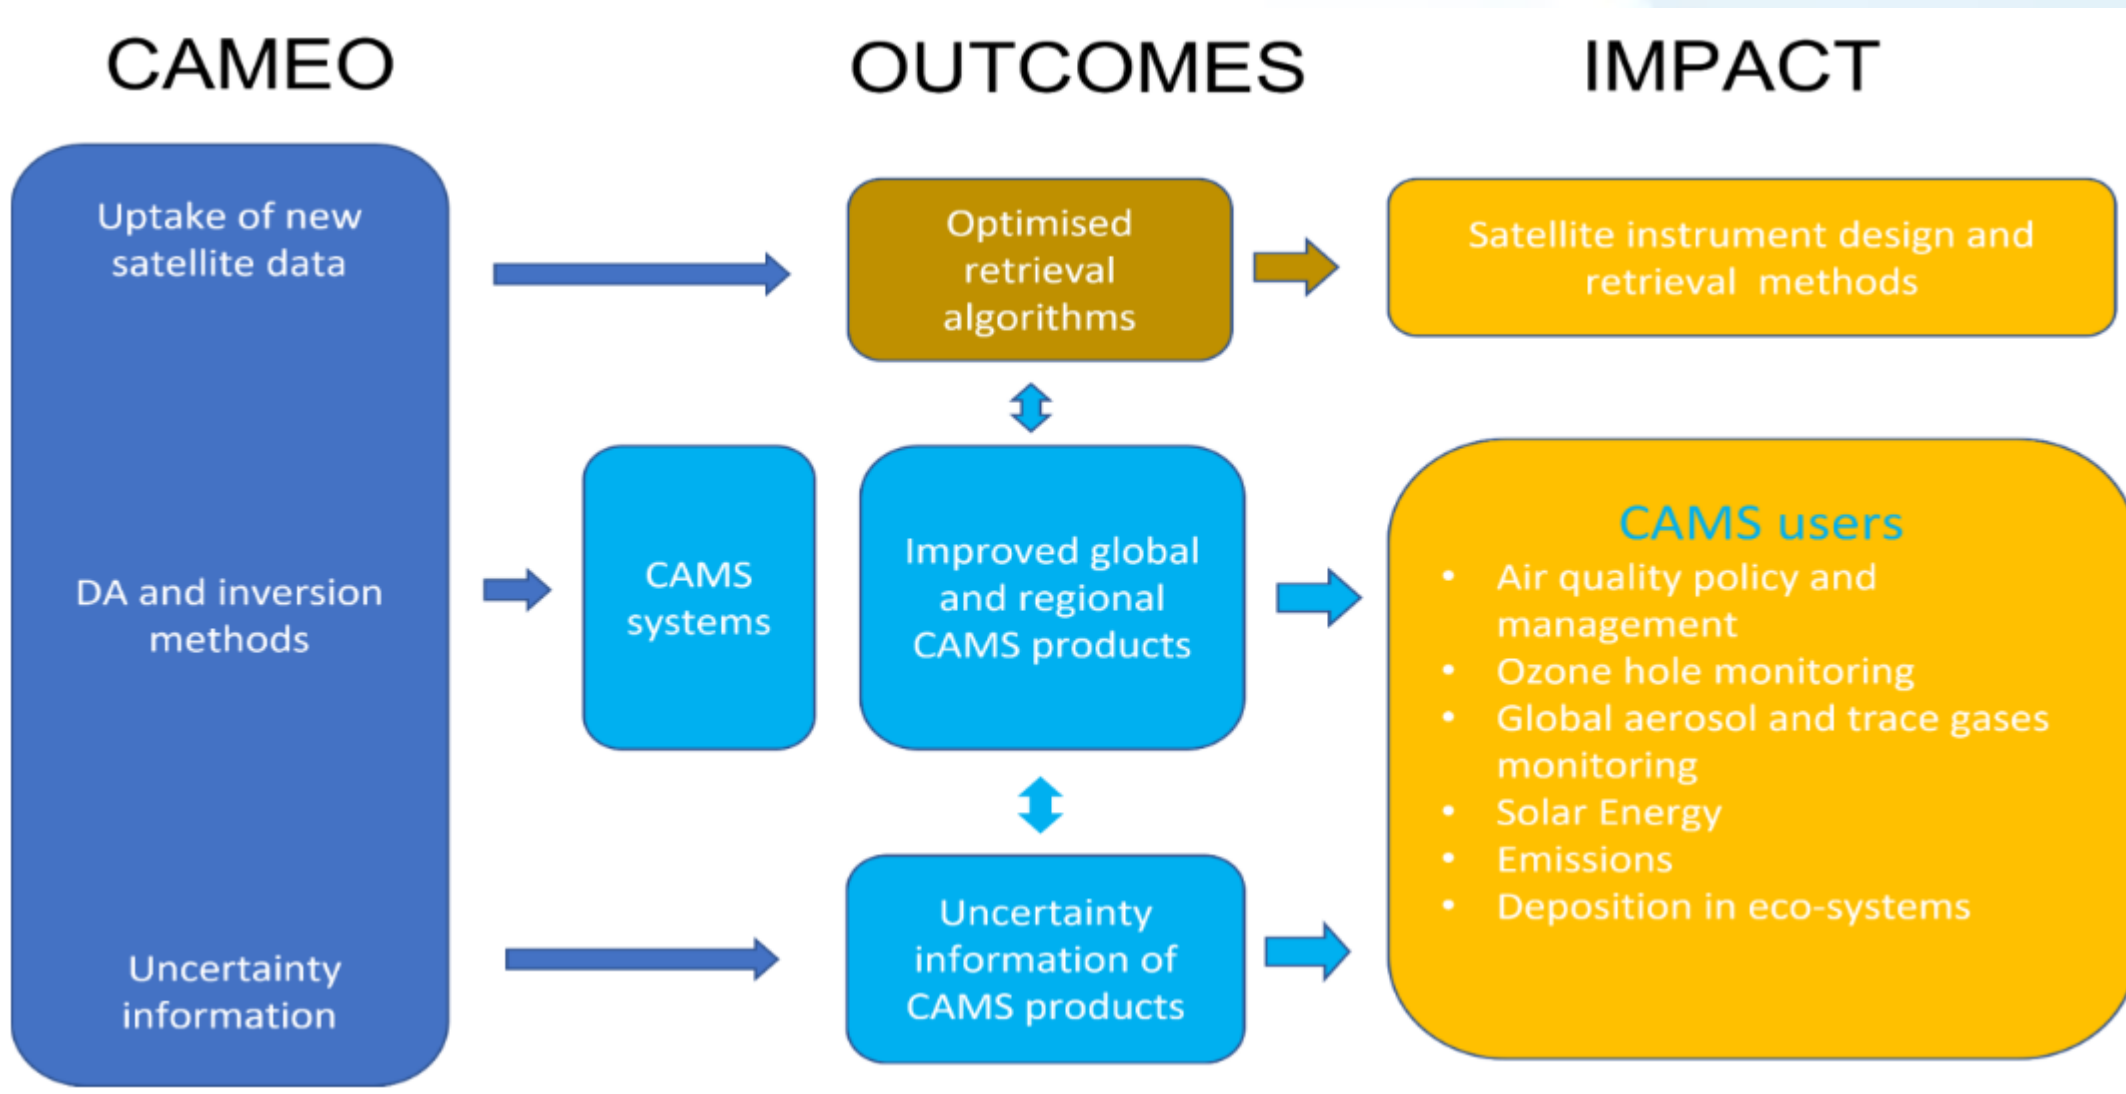 CAMEO
OUTCOMES
IMPACT
Uptake of new
satellite data
DA and inversion
methods
Uncertainty
information
CAMS
systems
Optimised
retrieval
algorithms
Improved global
and regional
CAMS products
Uncertainty
information of
CAMS products
Satellite instrument design and
retrieval methods
CAMS users
• Air quality policy and
management
• Ozone hole monitoring
• Global aerosol and trace gases
monitoring
• Solar Energy
• Emissions
• Deposition in eco-systems